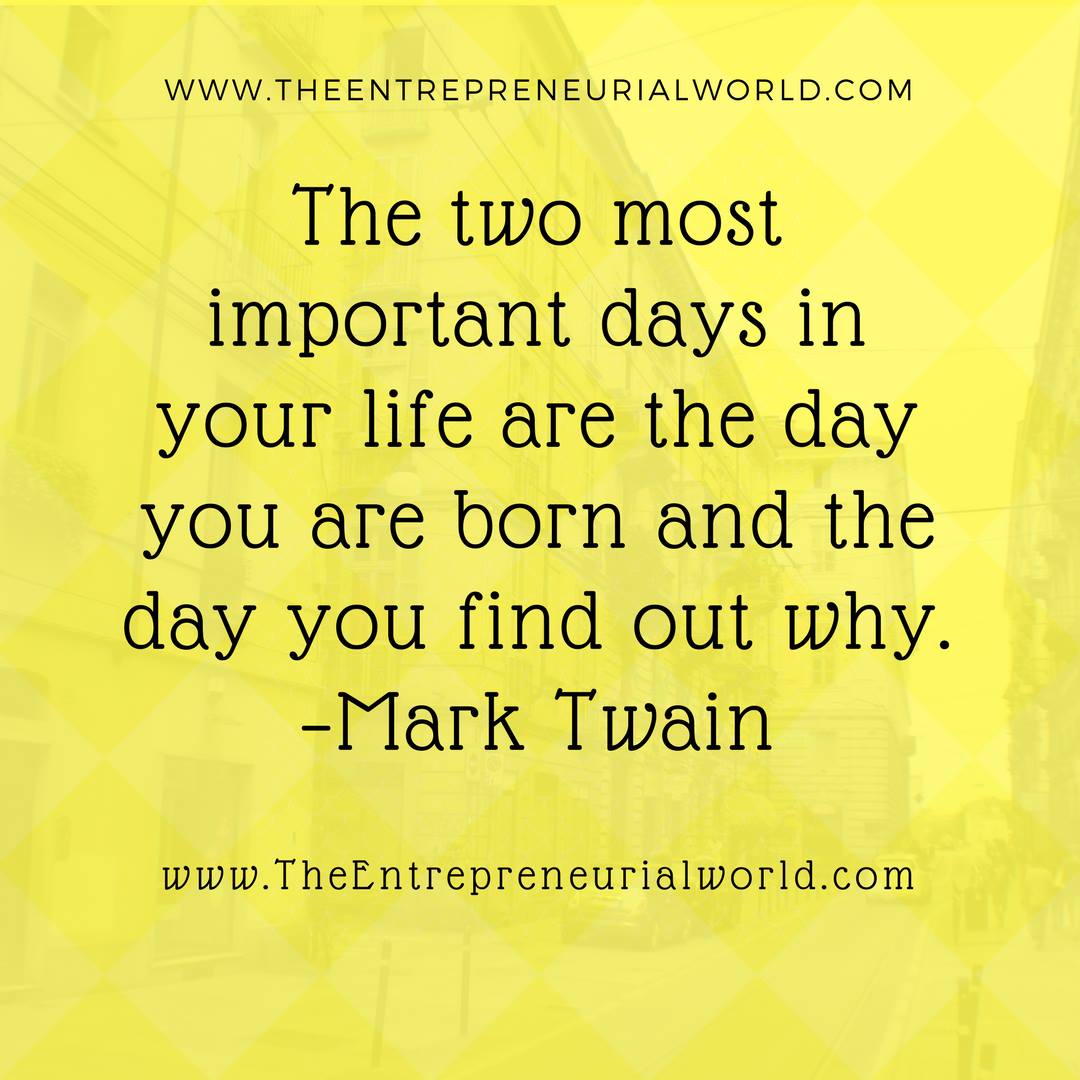 WWW.THEENTREPRENEURIALWORLD.COM
The two most
important days in
your life are the day
you are born and the
day you find out why.
-Mark Twain
www.TheEntrepreneurialworld.com